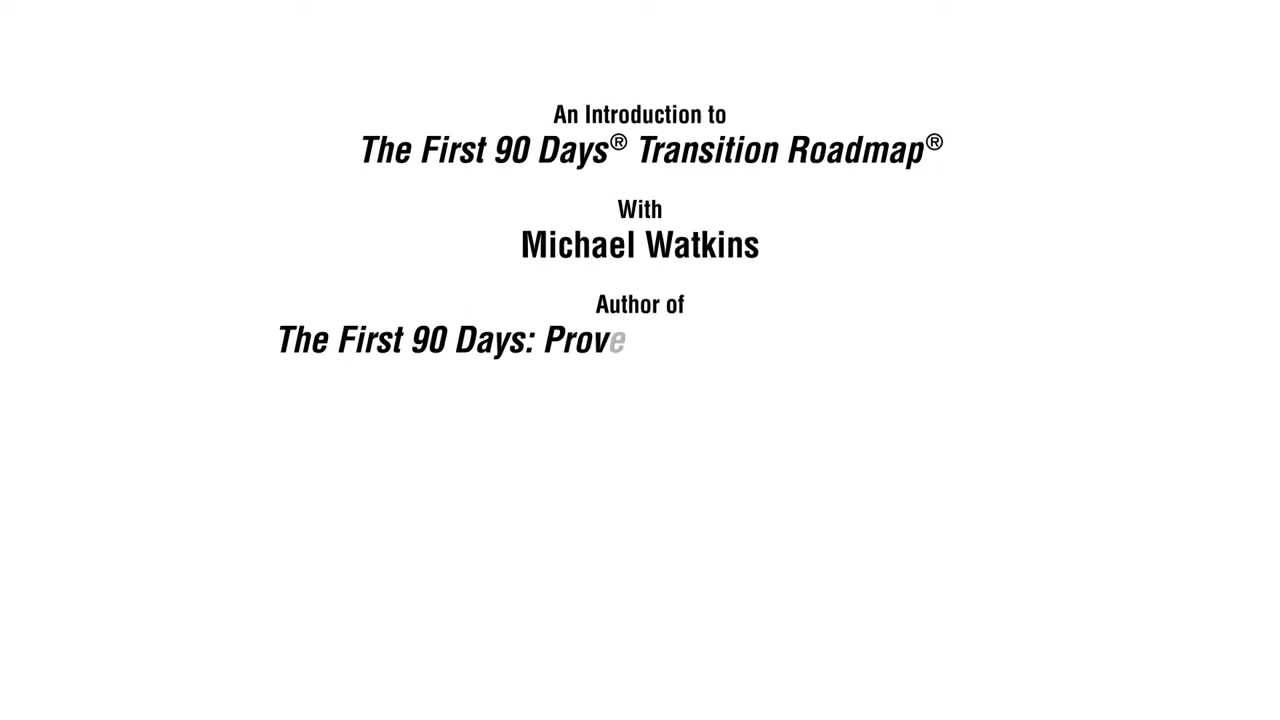 An Introduction to
The First 90 Days® Transition Roadmap®
With
Michael Watkins
Author of
The First 90 Days: Prove